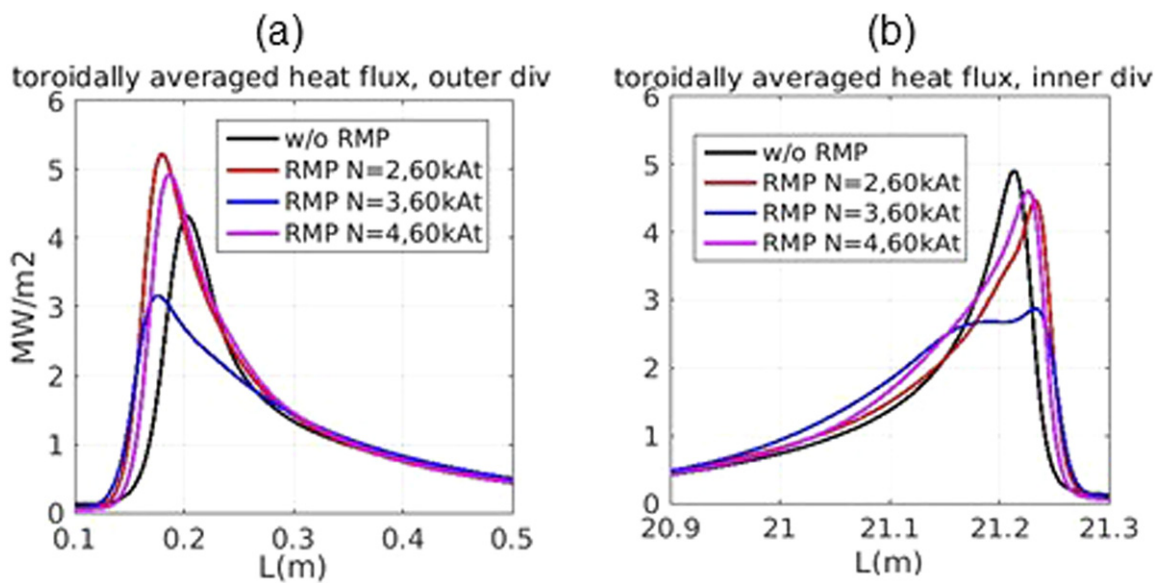 (a)
toroidally averaged heat flux, outer div
6
5
4
3
2
1
0
MW/m2
w/o RMP
RMP N=2,60kAt
RMP N=3,60kAt
RMP N=4,60kAt
0.1 0.2 0.3 0.4 0.5
L(m)
(b)
toroidally averaged heat flux, inner div
6
5
4
3
2
1
0
w/o RMP
RMP N=2,60kAt
RMP N=3,60kAt
RMP N=4,60kAt
20.9 21 21.1 21.2 21.3
L(m)